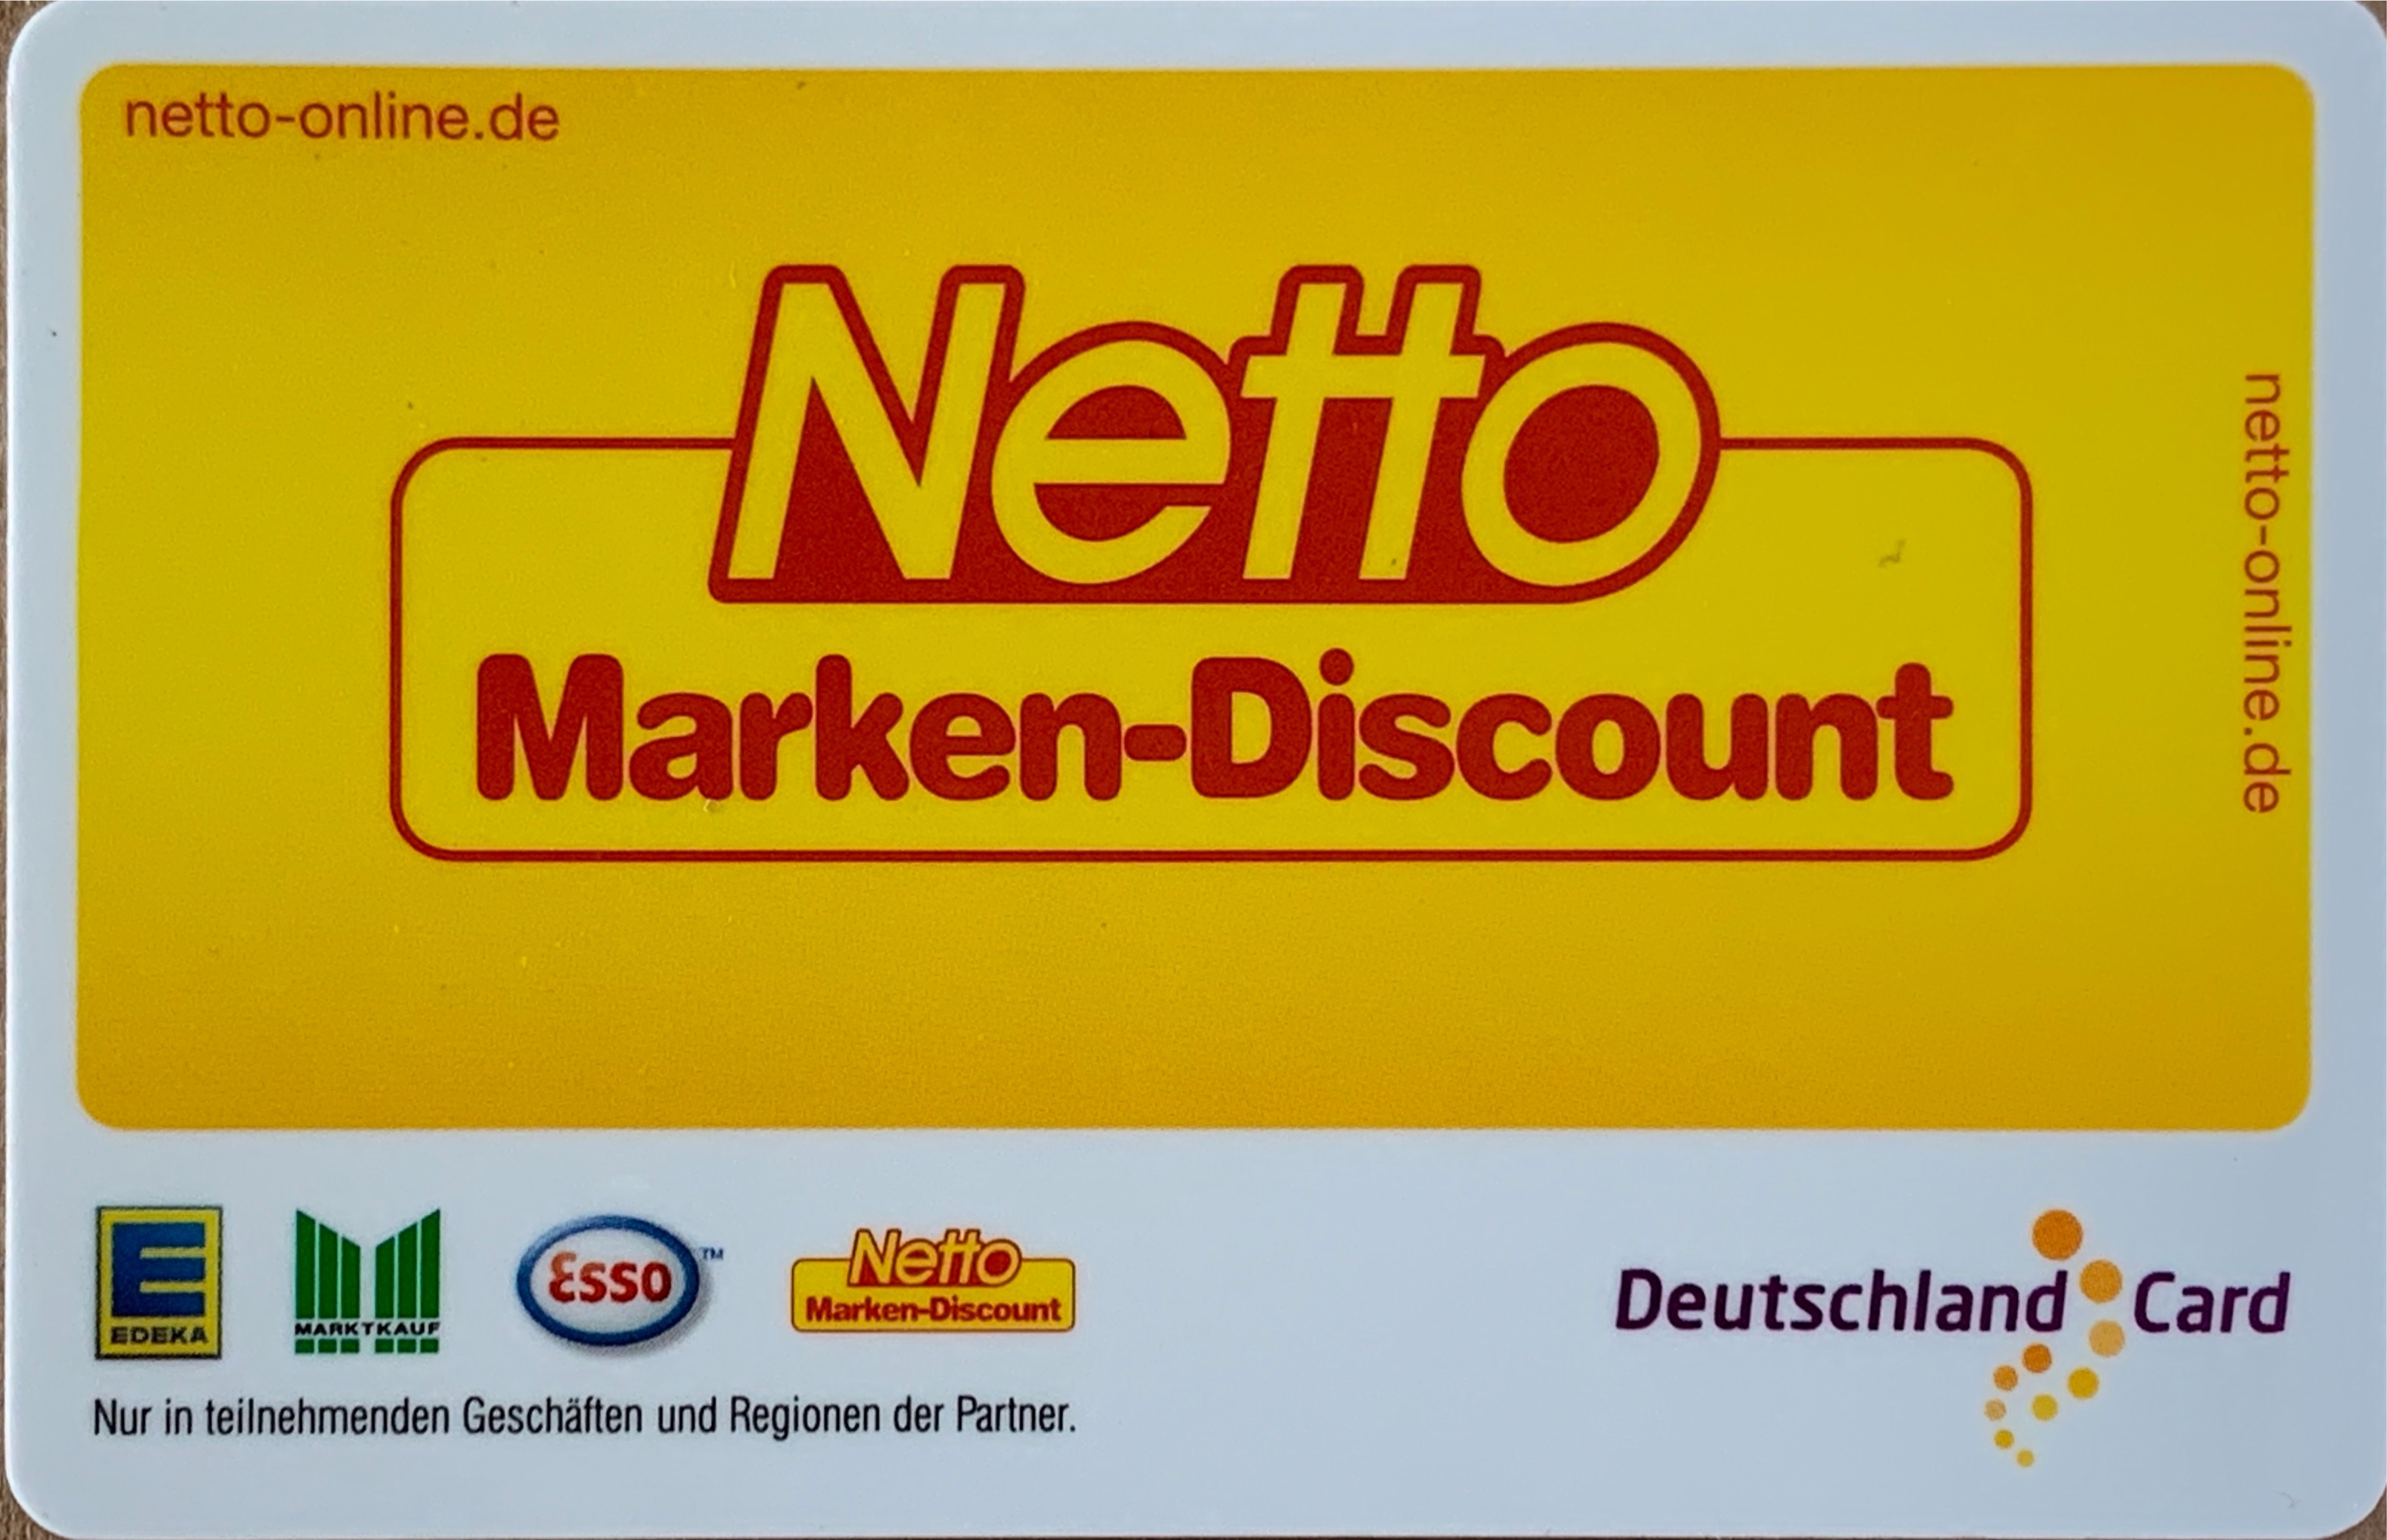 netto-online.de
Netto
Marken-Discount
netto-online.de
EDEKA
MARKTKAUF
Esso
TM
Netto
Marken-Discount
Deutschland Card
Nur in teilnehmenden Geschäften und Regionen der Partner.